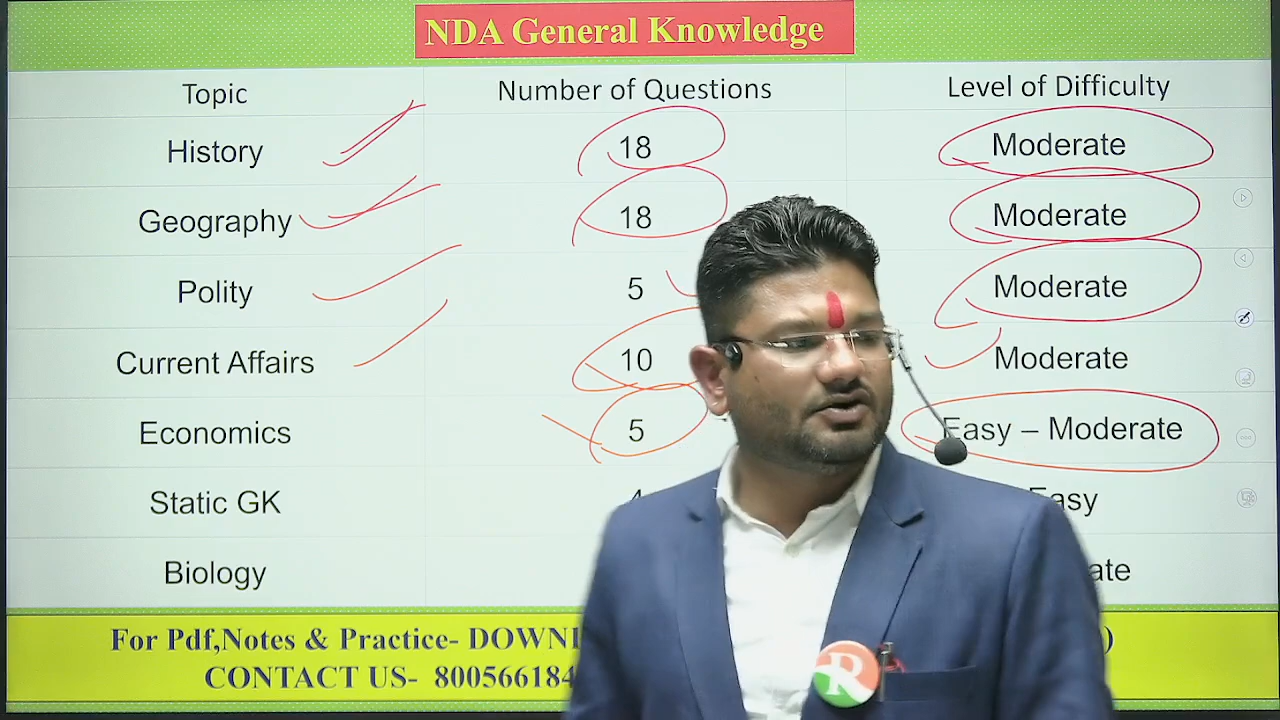 NDA General Knowledge
Topic Number of Questions Level of Difficulty
History 18 Moderate
Geography 18 Moderate
Polity 5 Moderate
Current Affairs 10 Moderate
Economics 5 Easy – Moderate
Static GK Easy
Biology
For Pdf,Notes & Practice-
CONTACT US- 800566184
R